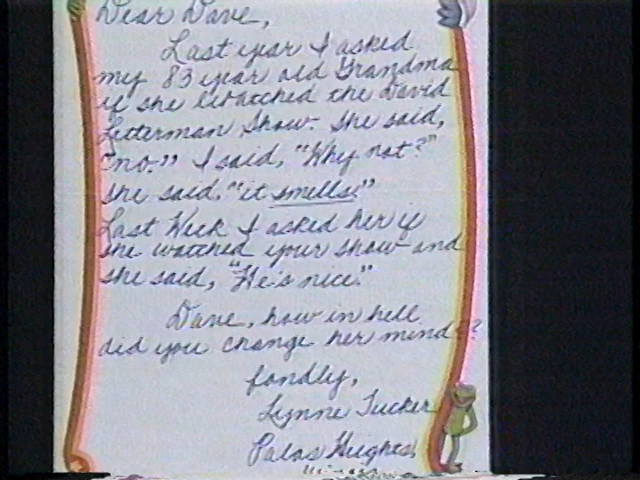 Dear Dave,
Last year I asked
my 83 year old Grandma
if she watched the David
Letterman Show. She said,
"no." I said, "Why not?"
She said, "it smells."
Last Week I asked her if
she watched your show and
she said, "He's nice."
Dave, how in hell
did you change her mind??
fondly,
Lynne Tucker
Palos Hughes,